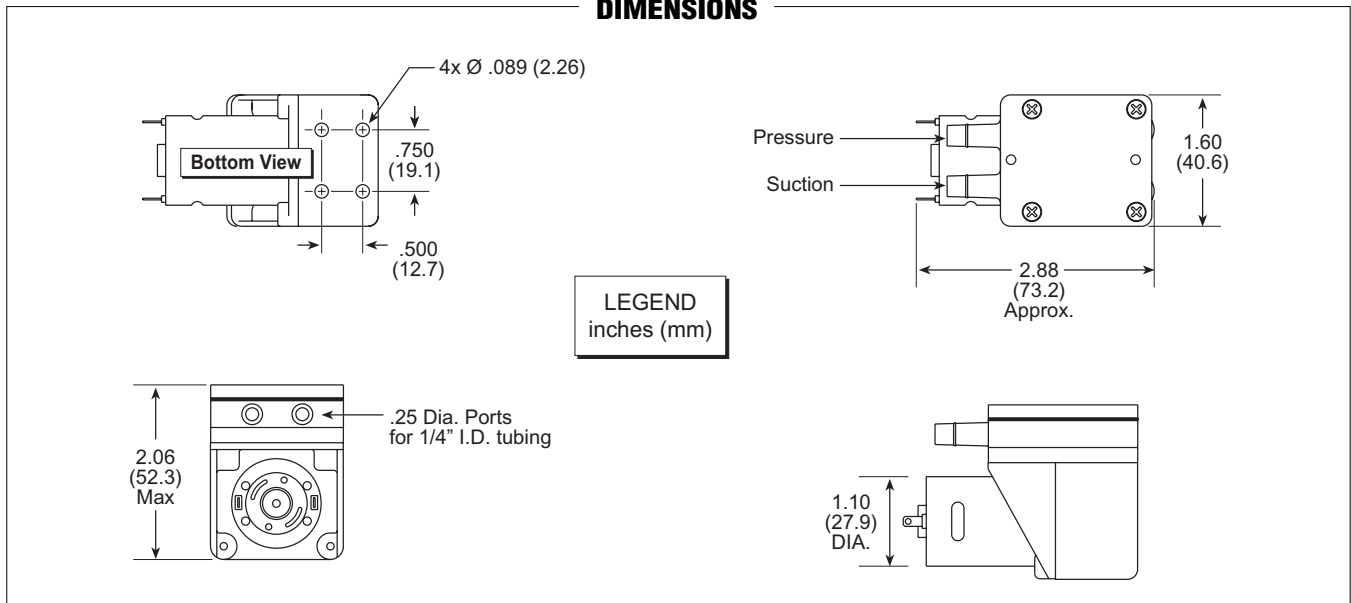 DIMENSIONS
4x Ø .089 (2.26)
Bottom View
.750
(19.1)
.500
(12.7)
Pressure
Suction
1.60
(40.6)
2.88
(73.2)
Approx.
LEGEND
inches (mm)
2.06
(52.3)
Max
.25 Dia. Ports
for 1/4" I.D. tubing
1.10
(27.9)
DIA.